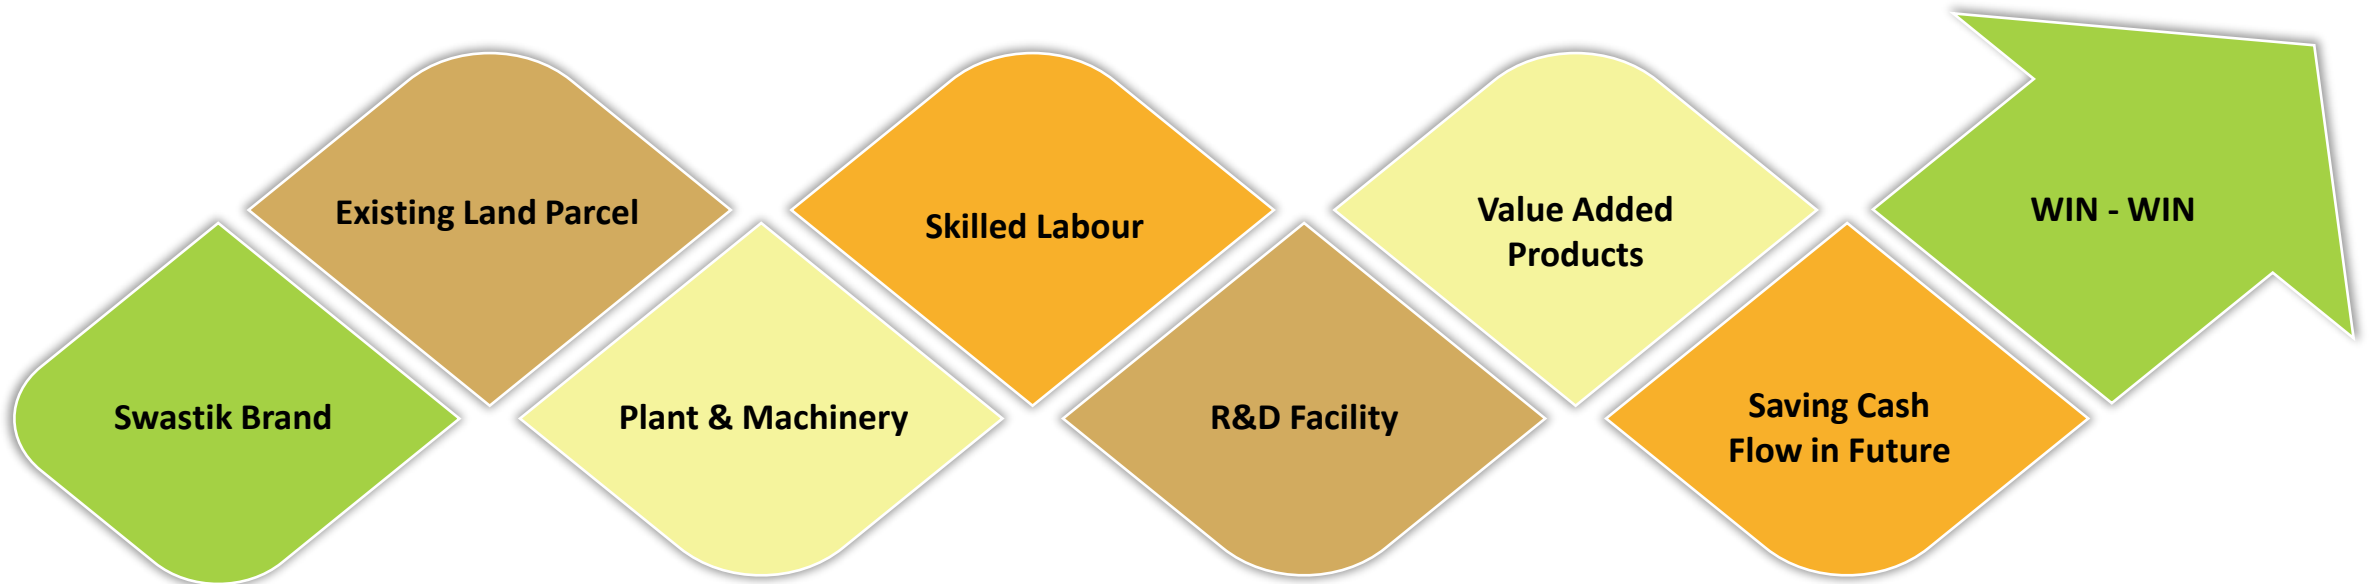 Swastik Brand
Existing Land Parcel
Plant & Machinery
Skilled Labour
R&D Facility
Value Added
Products
Saving Cash
Flow in Future
WIN - WIN